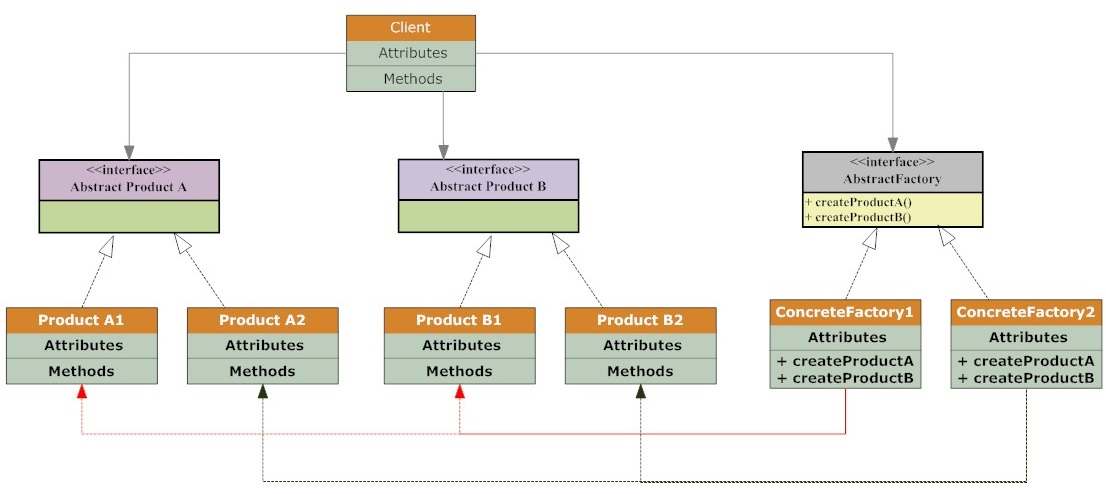 Client
Attributes
Methods
<<interface>>
Abstract Product A
<<interface>>
Abstract Product B
<<interface>>
AbstractFactory
+ createProductA()
+ createProductB()
Product A1
Attributes
Methods
Product A2
Attributes
Methods
Product B1
Attributes
Methods
Product B2
Attributes
Methods
ConcreteFactory1
Attributes
+ createProductA
+ createProductB
ConcreteFactory2
Attributes
+ createProductA
+ createProductB